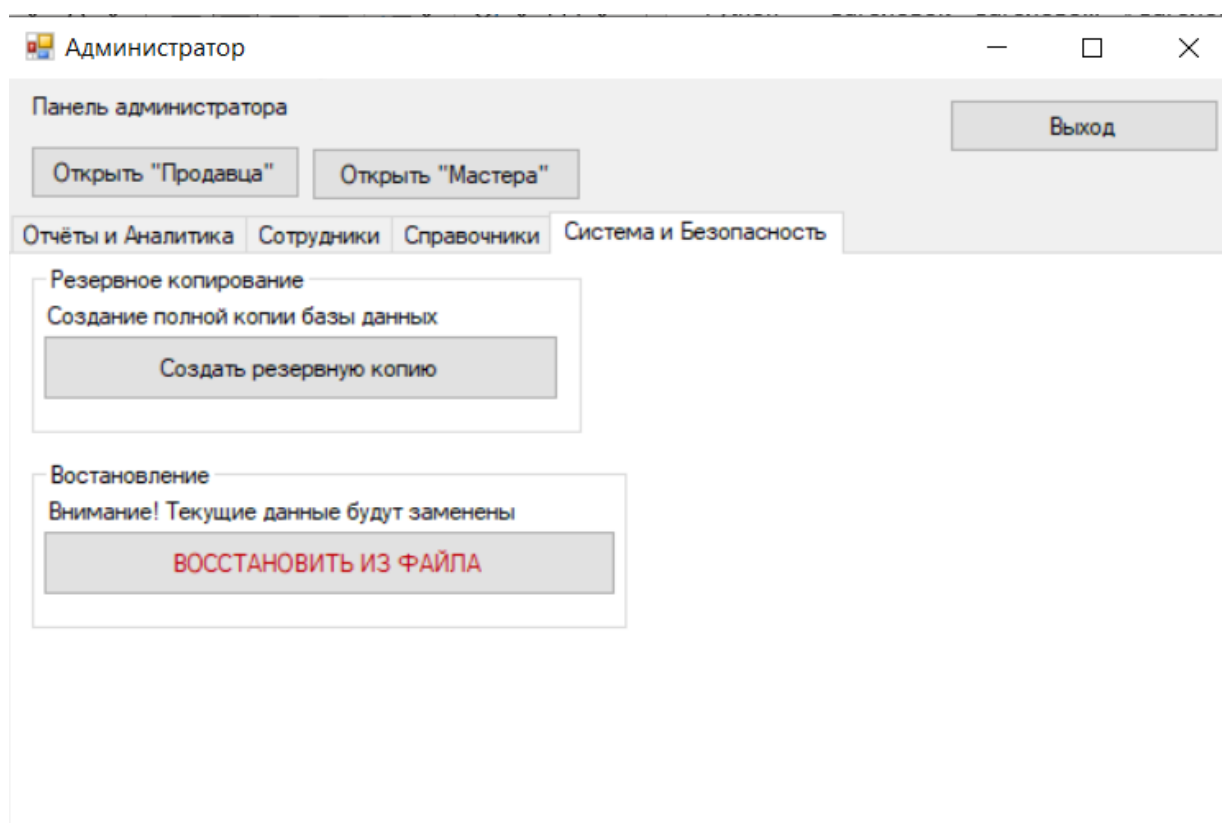 Администратор
Панель администратора
Выход
Открыть "Продавца" Открыть "Мастера"
Отчёты и Аналитика Сотрудники Справочники Система и Безопасность
Резервное копирование
Создание полной копии базы данных
Создать резервную копию
Востановление
Внимание! Текущие данные будут заменены
ВОССТАНОВИТЬ ИЗ ФАЙЛА